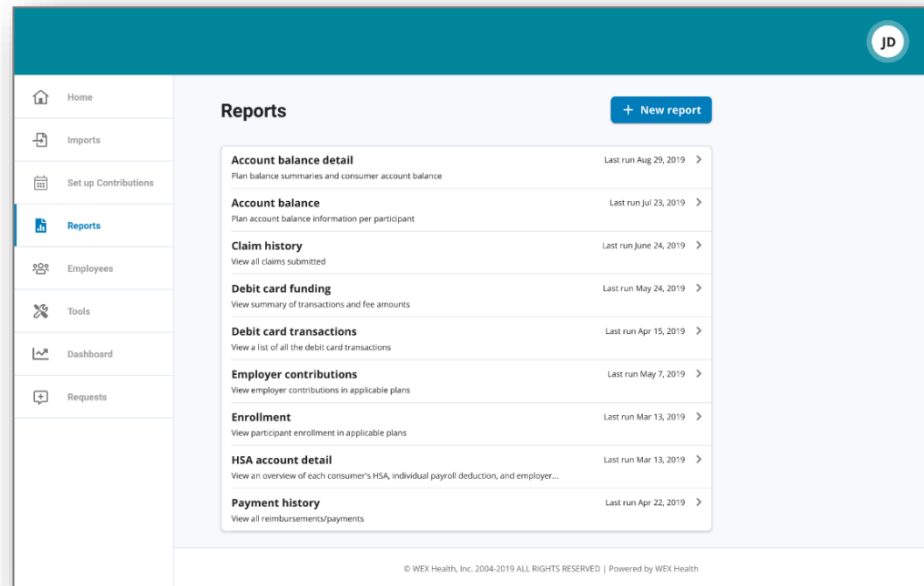 JD
Home
Imports
Set up Contributions
Reports
Employees
Tools
Dashboard
Requests
Reports
+ New report
Account balance detail Last run Aug 29, 2019
Plan balance summaries and consumer account balance
Account balance Last run Jul 23, 2019
Plan account balance information per participant
Claim history Last run June 24, 2019
View all claims submitted
Debit card funding Last run May 24, 2019
View summary of transactions and fee amounts
Debit card transactions Last run Apr 15, 2019
View a list of all the debit card transactions
Employer contributions Last run May 7, 2019
View employer contributions in applicable plans
Enrollment Last run Mar 13, 2019
View participant enrollment in applicable plans
HSA account detail Last run Mar 13, 2019
View an overview of each consumer's HSA, individual payroll deduction, and employer...
Payment history Last run Apr 22, 2019
View all reimbursements/payments
© WEX Health, Inc. 2004-2019 ALL RIGHTS RESERVED | Powered by WEX Health